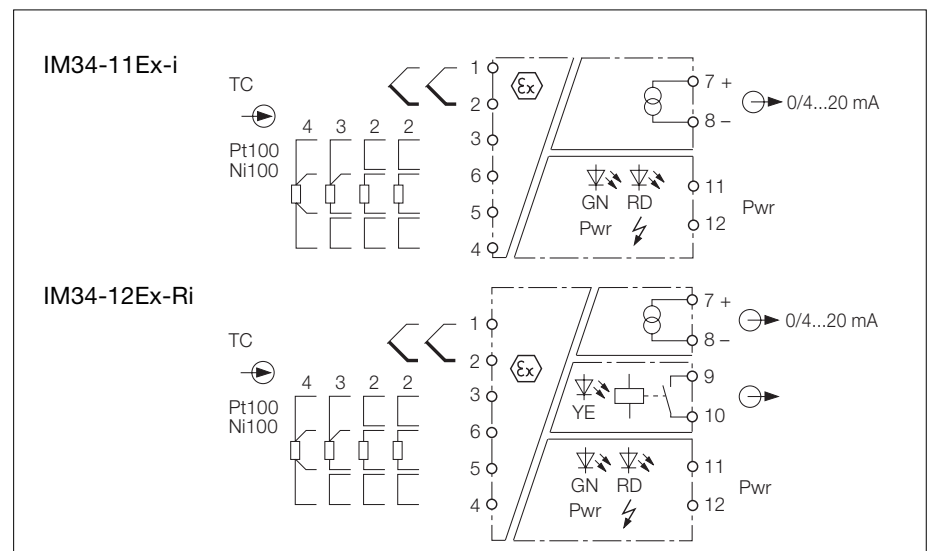 IM34-11Ex-i
TC
4 3 2 2
Pt100
Ni100
1
2
3
6
5
4
εx
7 +
8 –
0/4...20 mA
GN RD
Pwr
11
12
Pwr
IM34-12Ex-Ri
TC
4 3 2 2
Pt100
Ni100
1
2
3
6
5
4
εx
7 +
8 –
0/4...20 mA
YE
9
10
GN RD
Pwr
11
12
Pwr